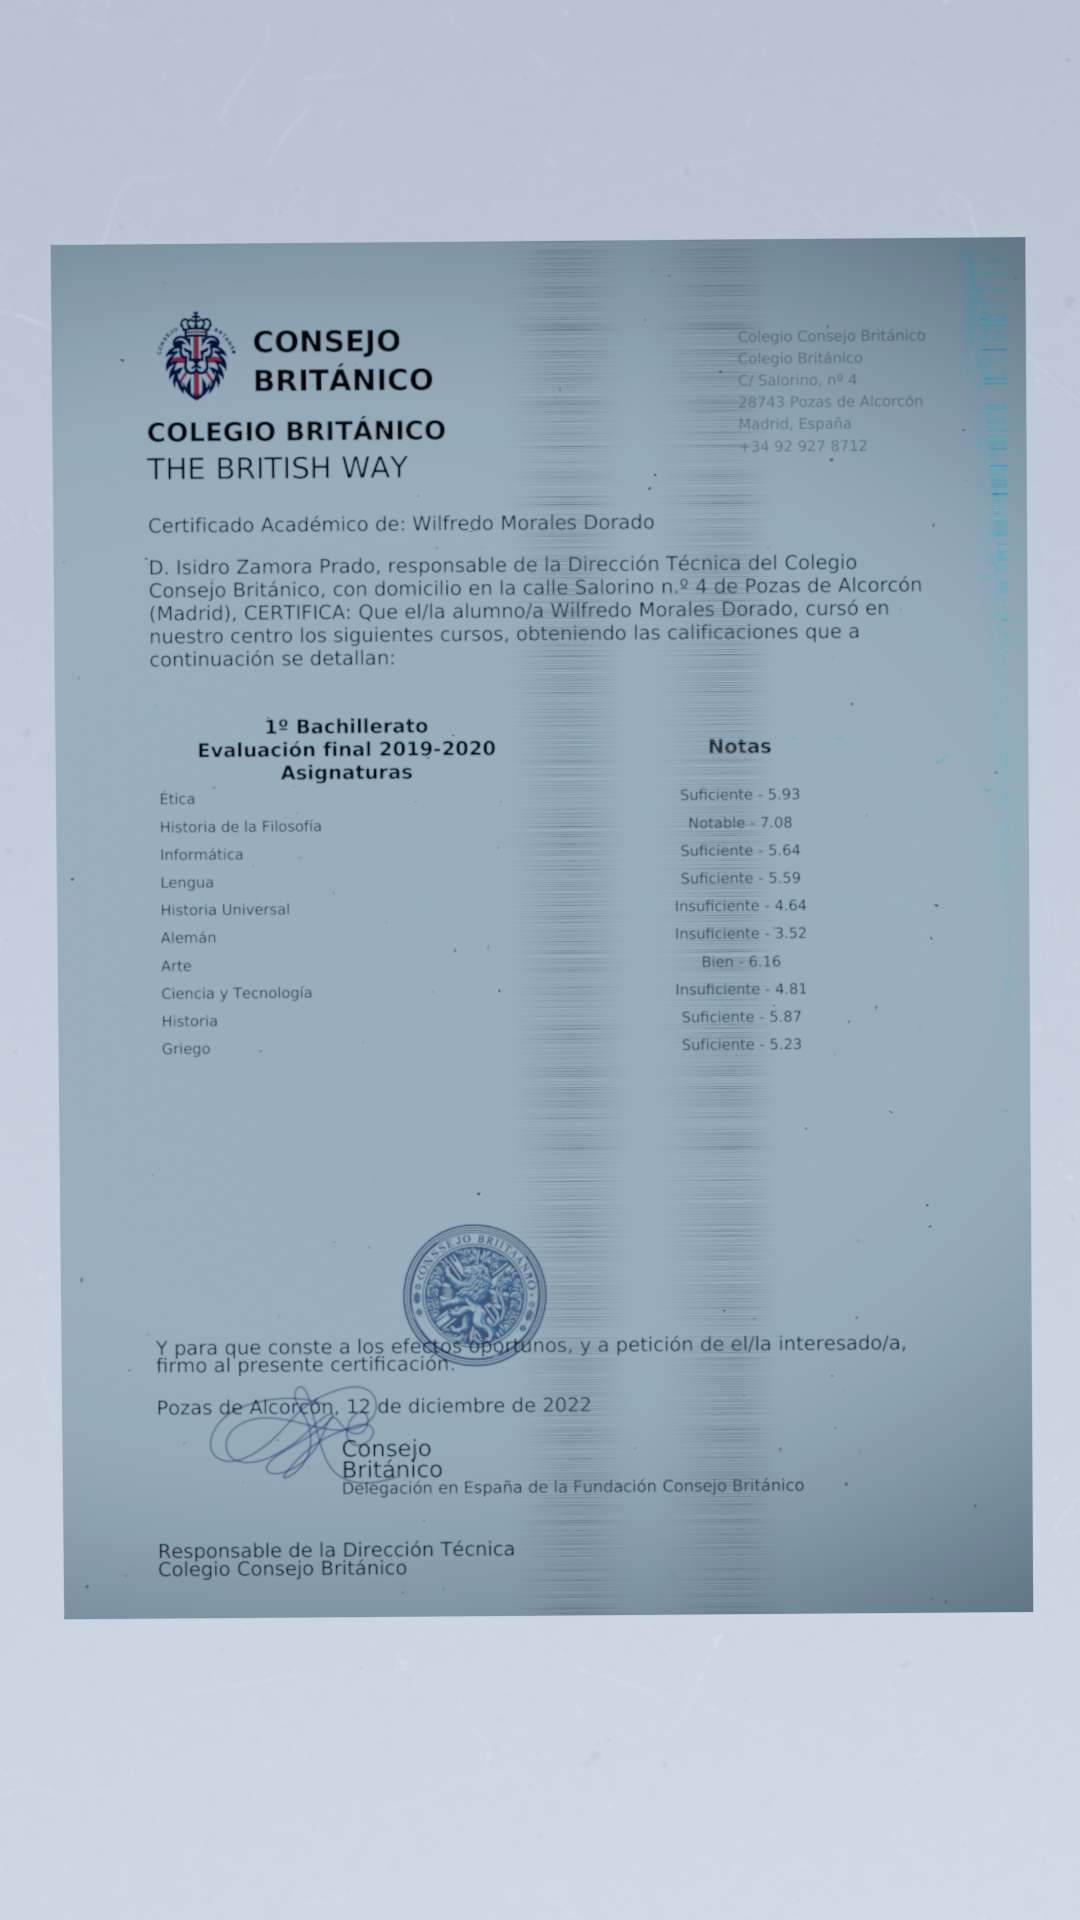 CONSEJO
BRITÁNICO
COLEGIO BRITÁNICO
THE BRITISH WAY
Colegio Consejo Británico
Colegio Británico
C/ Salorino, nº 4
28743 Pozas de Alcorcón
Madrid, España
+34 92 927 8712
Certificado Académico de: Wilfredo Morales Dorado
D. Isidro Zamora Prado, responsable de la Dirección Técnica del Colegio
Consejo Británico, con domicilio en la calle Salorino n.º 4 de Pozas de Alcorcón
(Madrid), CERTIFICA: Que el/la alumno/a Wilfredo Morales Dorado, cursó en
nuestro centro los siguientes cursos, obteniendo las calificaciones que a
continuación se detallan:
1º Bachillerato
Evaluación final 2019-2020
Asignaturas
Notas
Ética Suficiente - 5.93
Historia de la Filosofía Notable - 7.08
Informática Suficiente - 5.64
Lengua Suficiente - 5.59
Historia Universal Insuficiente - 4.64
Alemán Insuficiente - 3.52
Arte Bien - 6.16
Ciencia y Tecnología Insuficiente - 4.81
Historia Suficiente - 5.87
Griego Suficiente - 5.23
Y para que conste a los efectos oportunos, y a petición de el/la interesado/a,
firmo al presente certificación.
Pozas de Alcorcón, 12 de diciembre de 2022
Consejo
Británico
Delegación en España de la Fundación Consejo Británico
Responsable de la Dirección Técnica
Colegio Consejo Británico